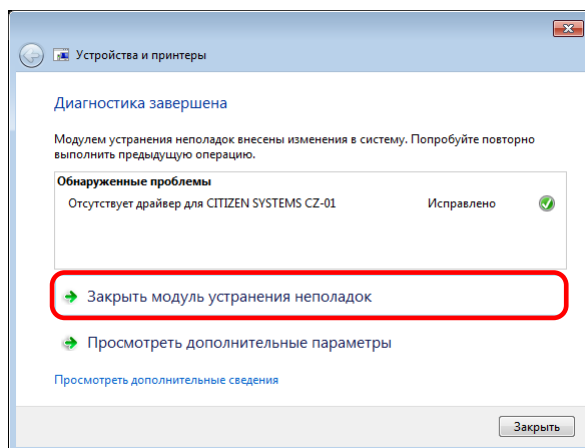 Устройства и принтеры
Диагностика завершена
Модулем устранения неполадок внесены изменения в систему. Попробуйте повторно
выполнить предыдущую операцию.
Обнаруженные проблемы
Отсутствует драйвер для CITIZEN SYSTEMS CZ-01 Исправлено
Закрыть модуль устранения неполадок
Просмотреть дополнительные параметры
Просмотреть дополнительные сведения
Закрыть